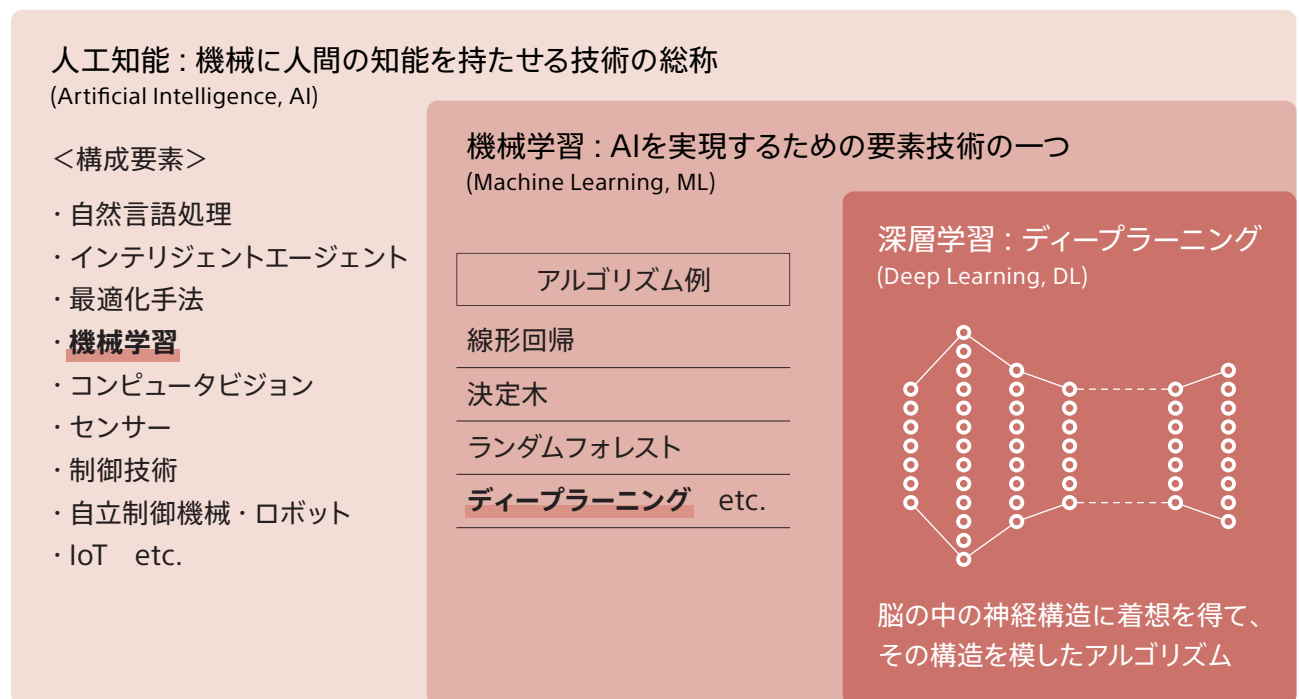 人工知能 : 機械に人間の知能を持たせる技術の総称
(Artificial Intelligence, AI)
＜構成要素＞
・自然言語処理
・インテリジェントエージェント
・最適化手法
・機械学習
・コンピュータビジョン
・センサー
・制御技術
・自立制御機械・ロボット
・IoT　etc.
機械学習 : AIを実現するための要素技術の一つ
(Machine Learning, ML)
アルゴリズム例
線形回帰
決定木
ランダムフォレスト
ディープラーニング　etc.
深層学習 : ディープラーニング
(Deep Learning, DL)
脳の中の神経構造に着想を得て、
その構造を模したアルゴリズム